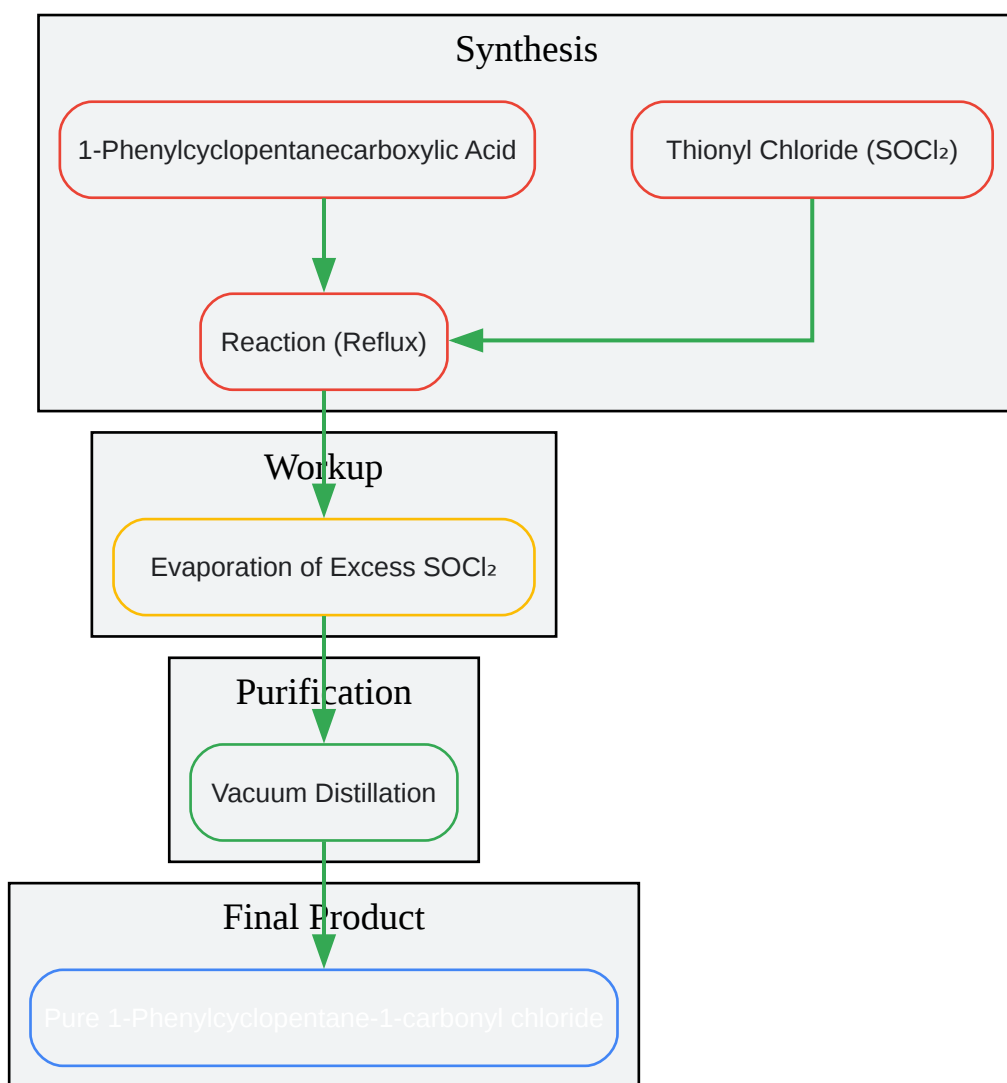 Synthesis
1-Phenylcyclopentanecarboxylic Acid
Thionyl Chloride (SOCl₂)
Reaction (Reflux)
Workup
Evaporation of Excess SOCl₂
Purification
Vacuum Distillation
Final Product
Pure 1-Phenylcyclopentane-1-carbonyl chloride